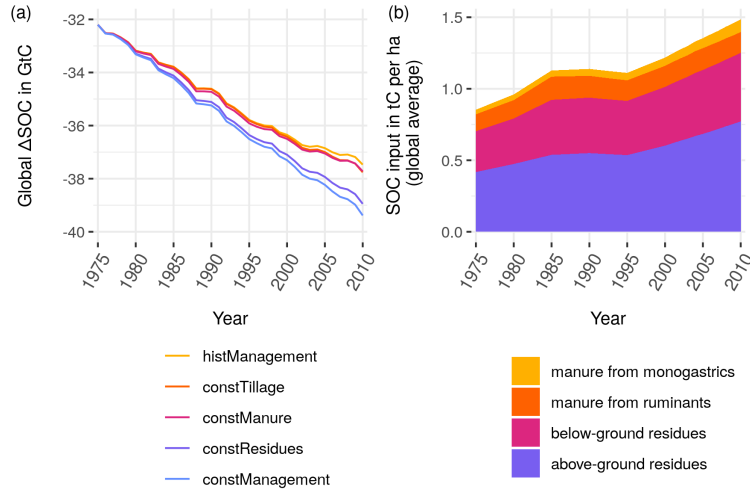 (a)
Global ΔSOC in GtC
-32
-34
-36
-38
-40
1975
1980
1985
1990
1995
2000
2005
2010
Year
histManagement
constTillage
constManure
constResidues
constManagement
(b)
SOC input in tC per ha
(global average)
1.5
1.0
0.5
0.0
1975
1980
1985
1990
1995
2000
2005
2010
Year
manure from monogastrics
manure from ruminants
below-ground residues
above-ground residues